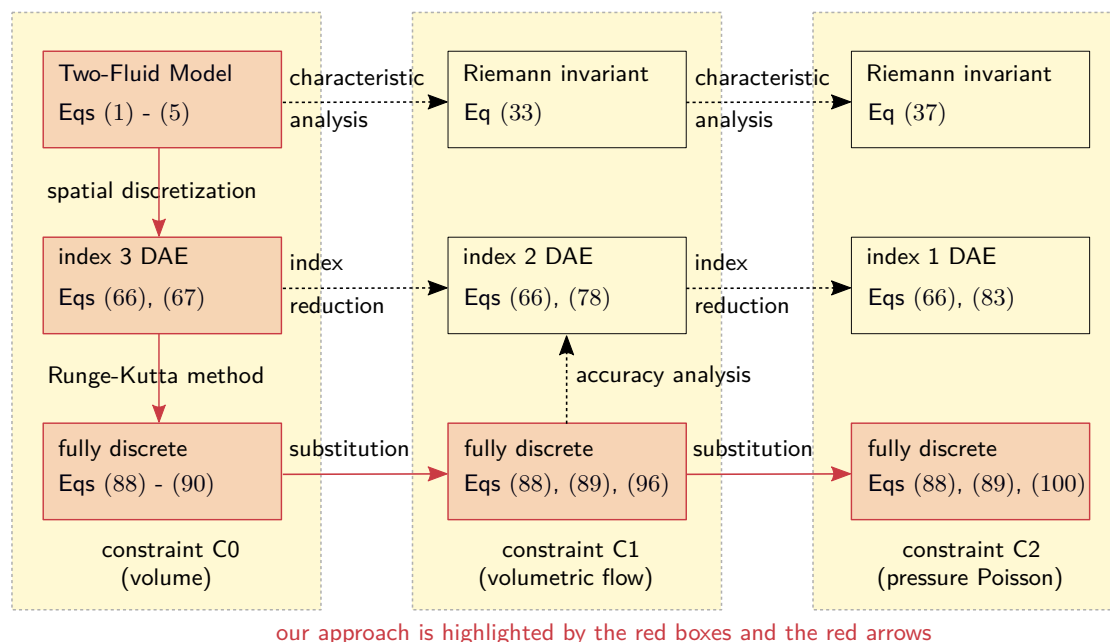 Two-Fluid Model
Eqs (1) - (5)
characteristic
analysis
Riemann invariant
Eq (33)
characteristic
analysis
Riemann invariant
Eq (37)
spatial discretization
index 3 DAE
Eqs (66), (67)
index
reduction
index 2 DAE
Eqs (66), (78)
index
reduction
index 1 DAE
Eqs (66), (83)
Runge-Kutta method
accuracy analysis
fully discrete
Eqs (88) - (90)
substitution
fully discrete
Eqs (88), (89), (96)
substitution
fully discrete
Eqs (88), (89), (100)
constraint C0
(volume)
constraint C1
(volumetric flow)
constraint C2
(pressure Poisson)
our approach is highlighted by the red boxes and the red arrows